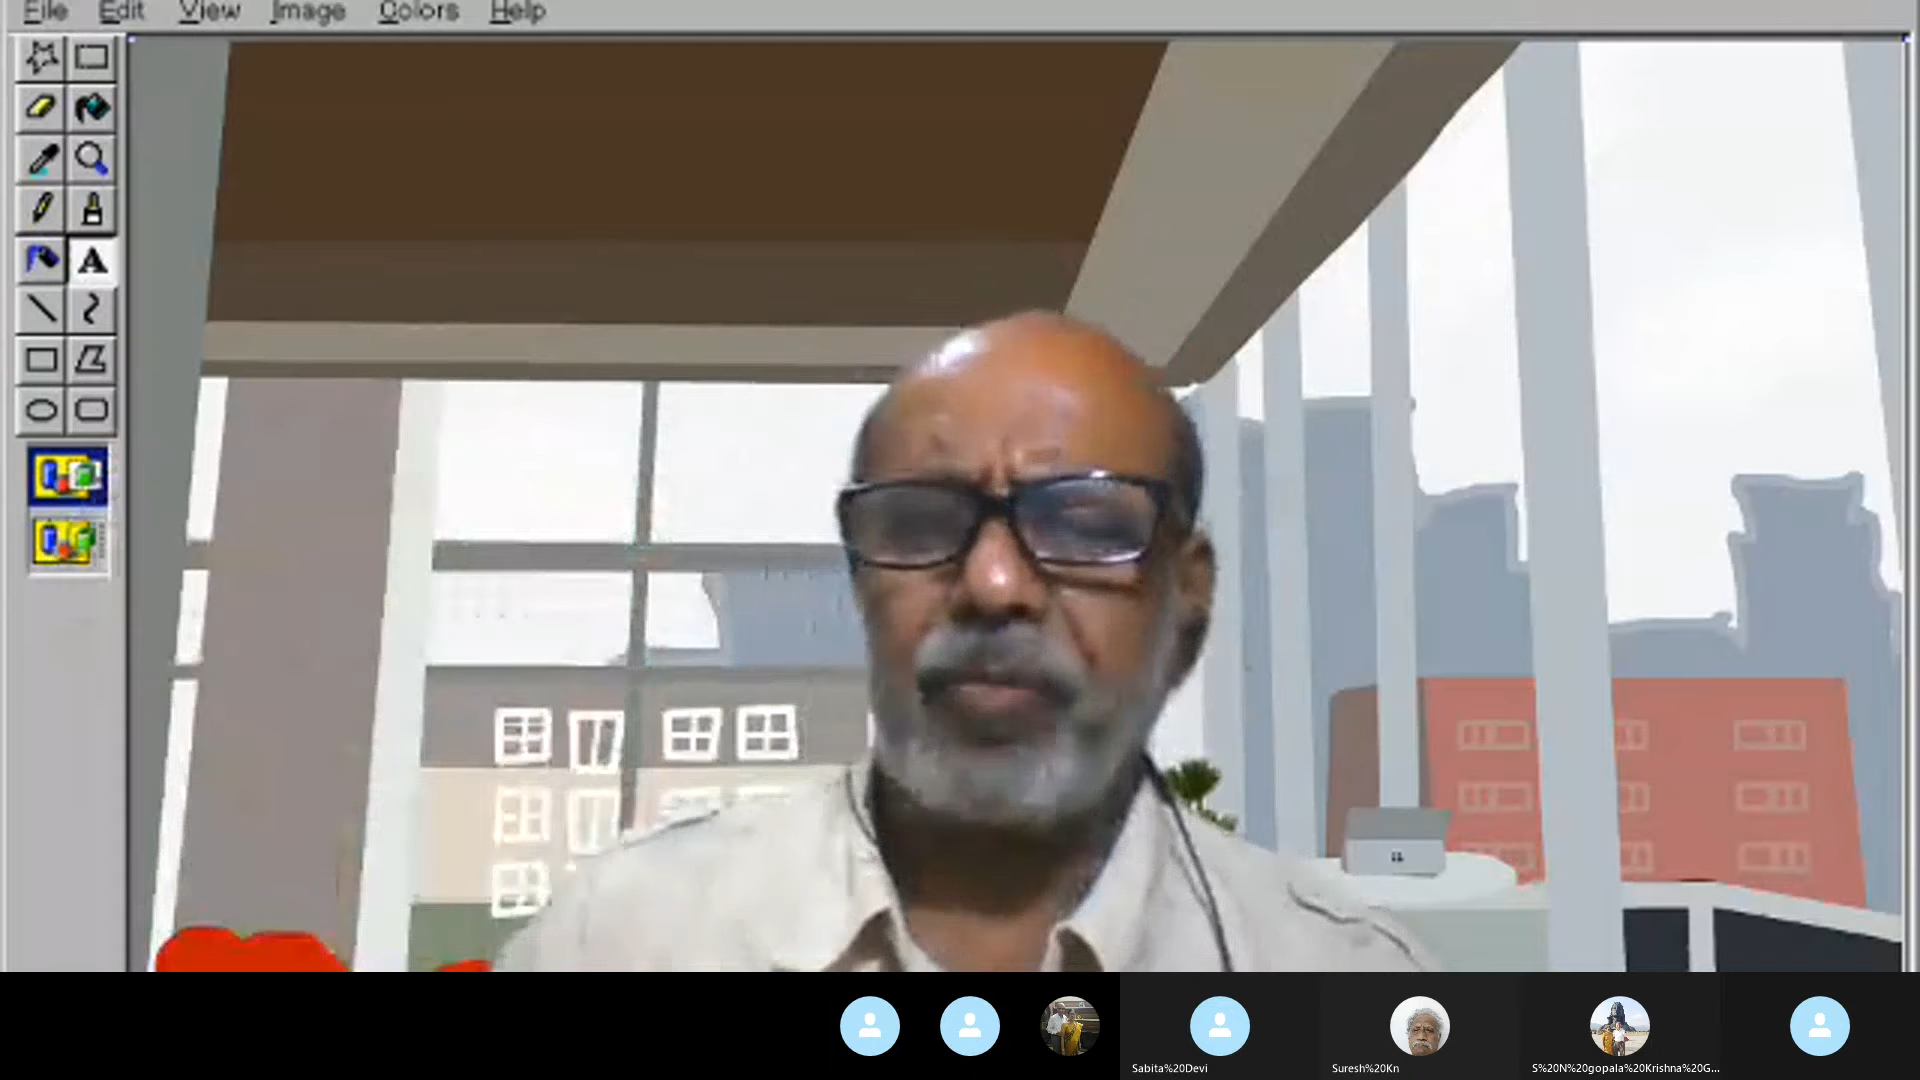 File Edit View Image Colors Help
A
Sabita%20Devi
Suresh%20Kn
S%20N%20gopala%20Krishna%20G...